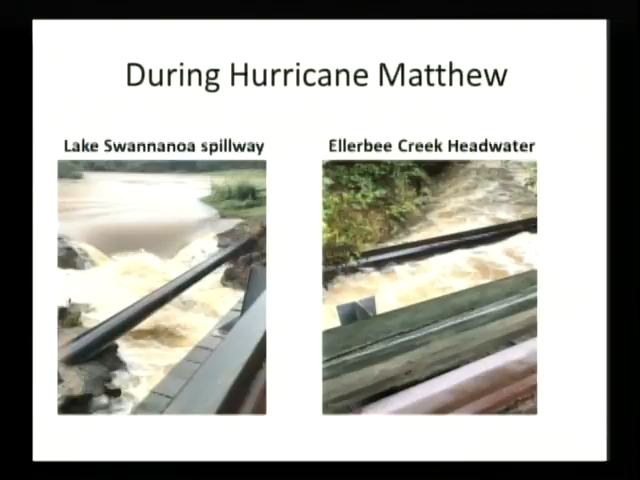 During Hurricane Matthew
Lake Swannanoa spillway
Ellerbee Creek Headwater